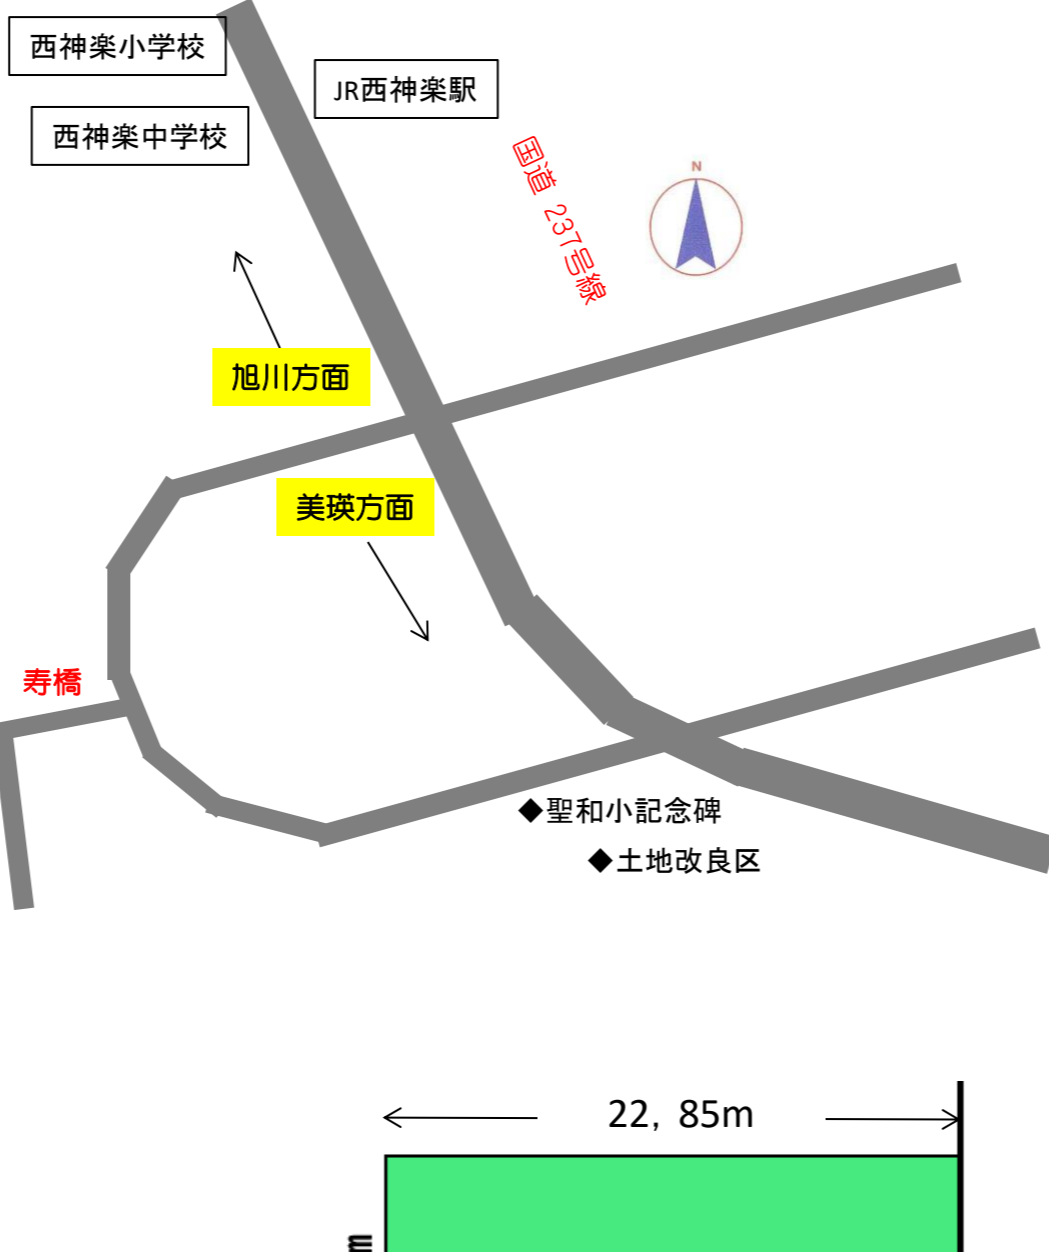 西神楽小学校
JR西神楽駅
西神楽中学校
国道 237号線
N
旭川方面
美瑛方面
寿橋
◆聖和小記念碑
◆土地改良区
22, 85m
m